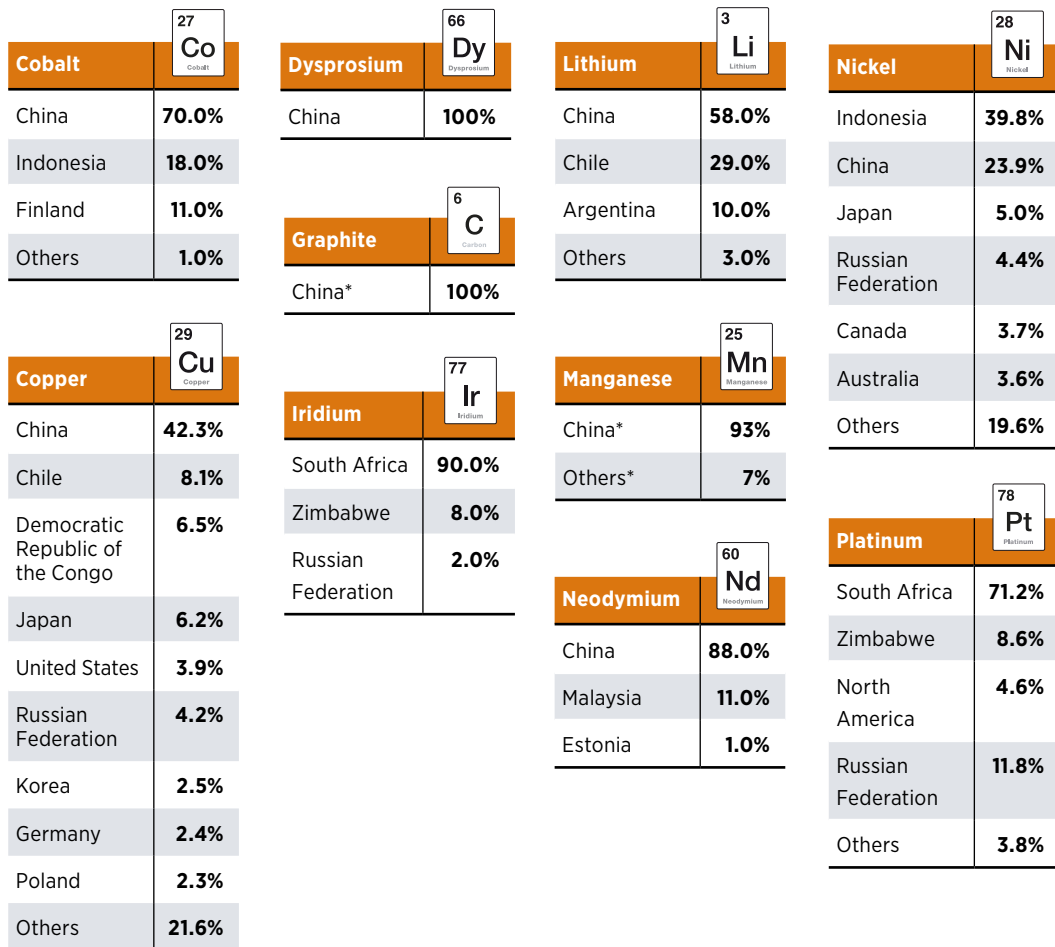 27
Co
Cobalt
Cobalt
China 70.0%
Indonesia 18.0%
Finland 11.0%
Others 1.0%
29
Cu
Copper
Copper
China 42.3%
Chile 8.1%
Democratic 6.5%
Republic of
the Congo
Japan 6.2%
United States 3.9%
Russian 4.2%
Federation
Korea 2.5%
Germany 2.4%
Poland 2.3%
Others 21.6%
66
Dy
Dysprosium
Dysprosium
China 100%
6
C
Carbon
Graphite
China* 100%
77
Ir
Iridium
Iridium
South Africa 90.0%
Zimbabwe 8.0%
Russian 2.0%
Federation
3
Li
Lithium
Lithium
China 58.0%
Chile 29.0%
Argentina 10.0%
Others 3.0%
25
Mn
Manganese
Manganese
China* 93%
Others* 7%
60
Nd
Neodymium
Neodymium
China 88.0%
Malaysia 11.0%
Estonia 1.0%
28
Ni
Nickel
Nickel
Indonesia 39.8%
China 23.9%
Japan 5.0%
Russian 4.4%
Federation
Canada 3.7%
Australia 3.6%
Others 19.6%
78
Pt
Platinum
Platinum
South Africa 71.2%
Zimbabwe 8.6%
North 4.6%
America
Russian 11.8%
Federation
Others 3.8%